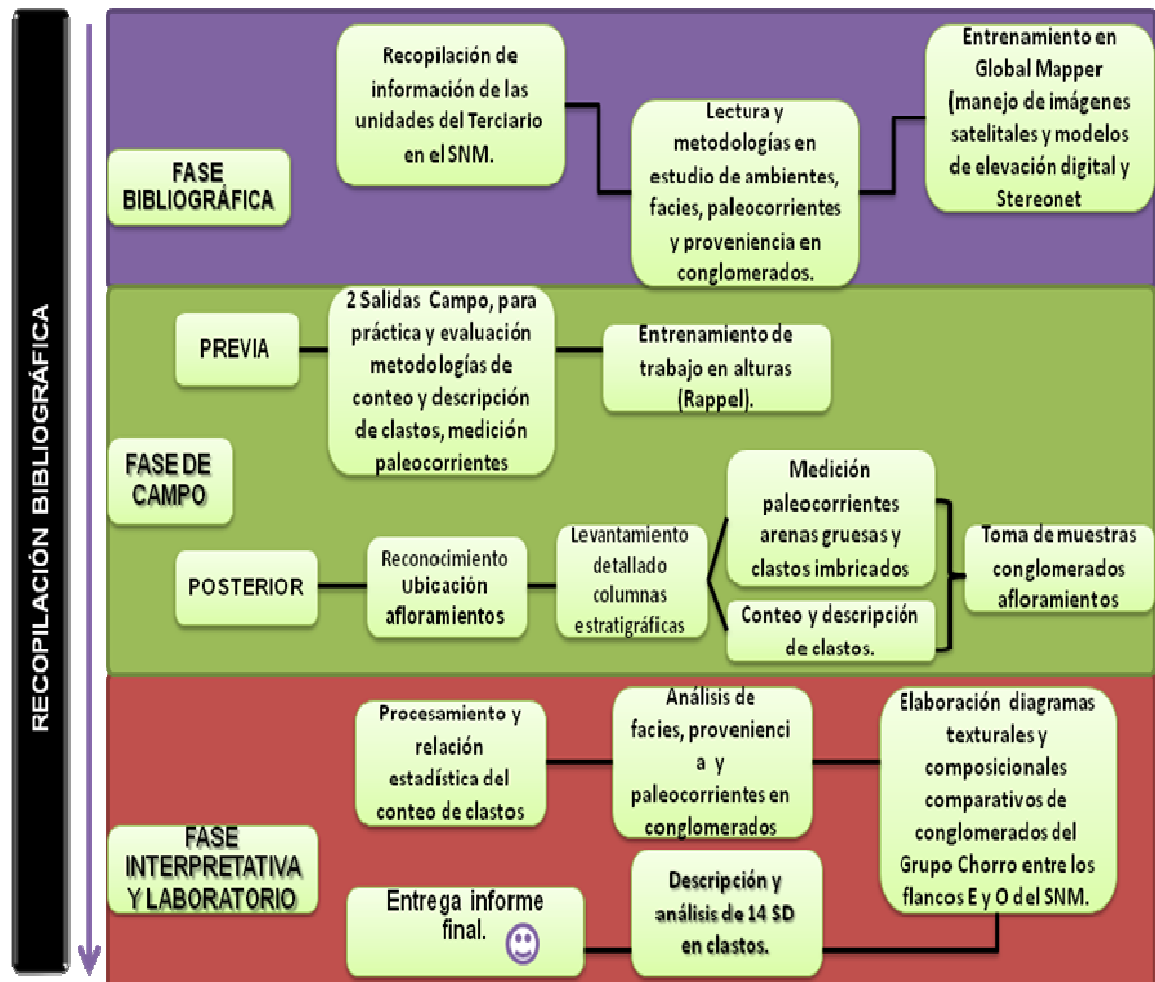 RECOPILACIÓN BIBLIOGRÁFICA
FASE
BIBLIOGRÁFICA
Recopilación de
información de las
unidades del Terciario
en el SNM.
Lectura y
metodologías en
estudio de ambientes,
facies, paleocorrientes
y proveniencia en
conglomerados.
Entrenamiento en
Global Mapper
(manejo de imágenes
satelitales y modelos
de elevación digital y
Stereonet
FASE DE
CAMPO
PREVIA
2 Salidas Campo, para
práctica y evaluación
metodologías de
conteo y descripción
de clastos, medición
paleocorrientes
Entrenamiento de
trabajo en alturas
(Rappel).
POSTERIOR
Reconocimiento
Ubicación
afloramientos
Levantamiento
detallado
columnas
estratigráficas
Medición
paleocorrientes
arenas gruesas y
clastos imbricados
Conteo y descripción
de clastos.
Toma de muestras
conglomerados
afloramientos
FASE
INTERPRETATIVA
Y LABORATORIO
Procesamiento y
relación
estadística del
conteo de clastos
Análisis de
facies, provenienci
a y
paleocorrientes en
conglomerados
Elaboración diagramas
texturales y
composicionales
comparativos de
conglomerados del
Grupo Chorro entre los
flancos E y O del SNM.
Descripción y
análisis de 14 SD
en clastos.
Entrega informe
final.